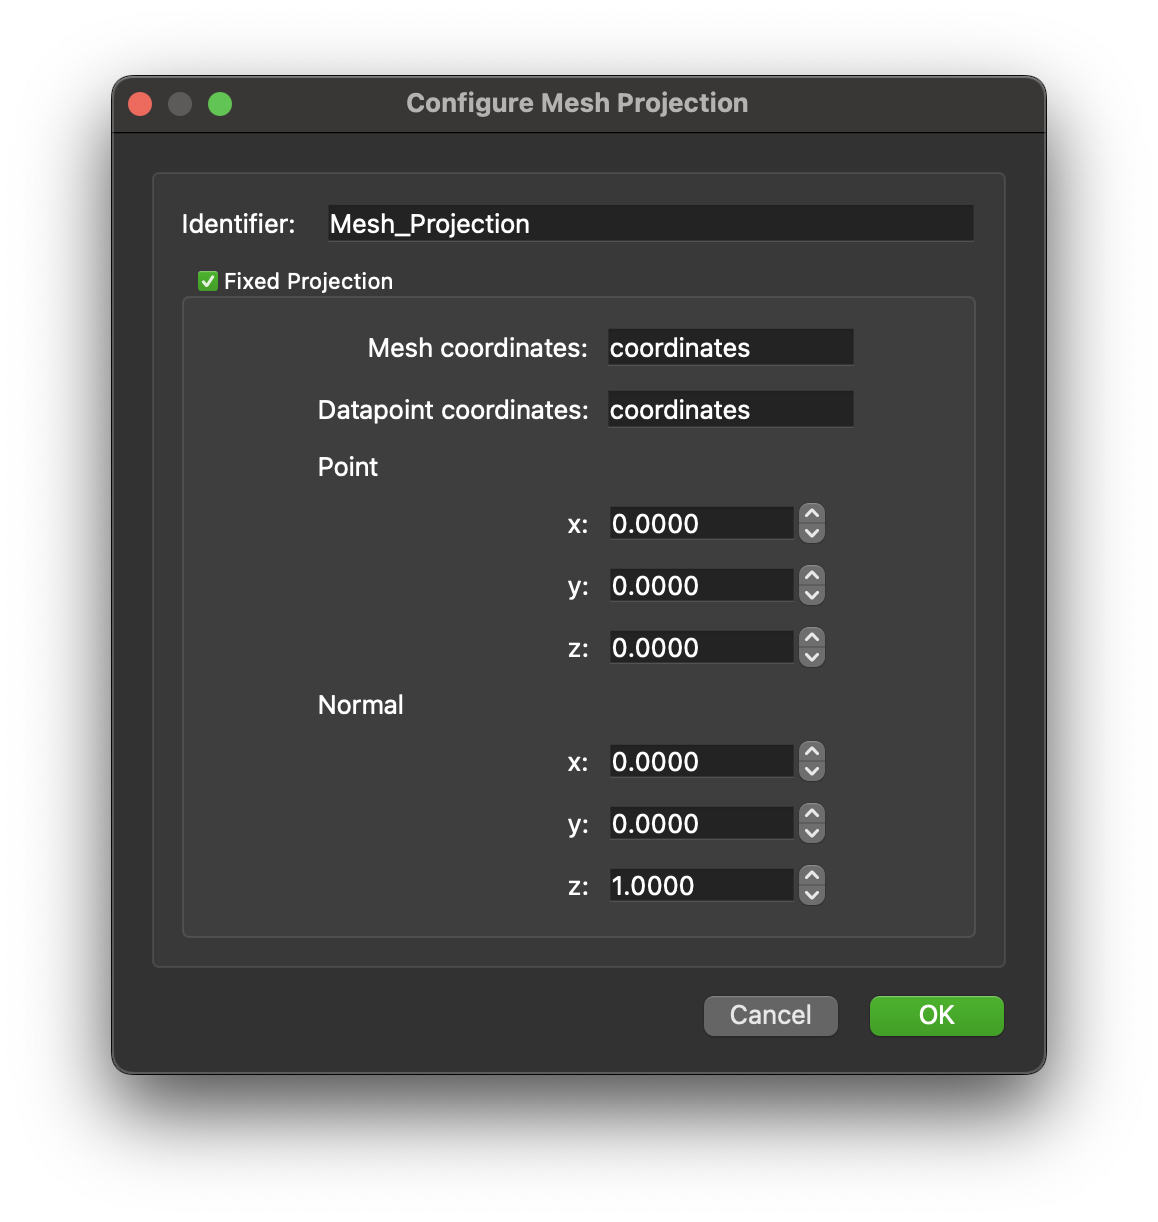 Configure Mesh Projection
Identifier: Mesh_Projection
Fixed Projection
Mesh coordinates: coordinates
Datapoint coordinates: coordinates
Point
x: 0.0000
y: 0.0000
z: 0.0000
Normal
x: 0.0000
y: 0.0000
z: 1.0000
Cancel OK